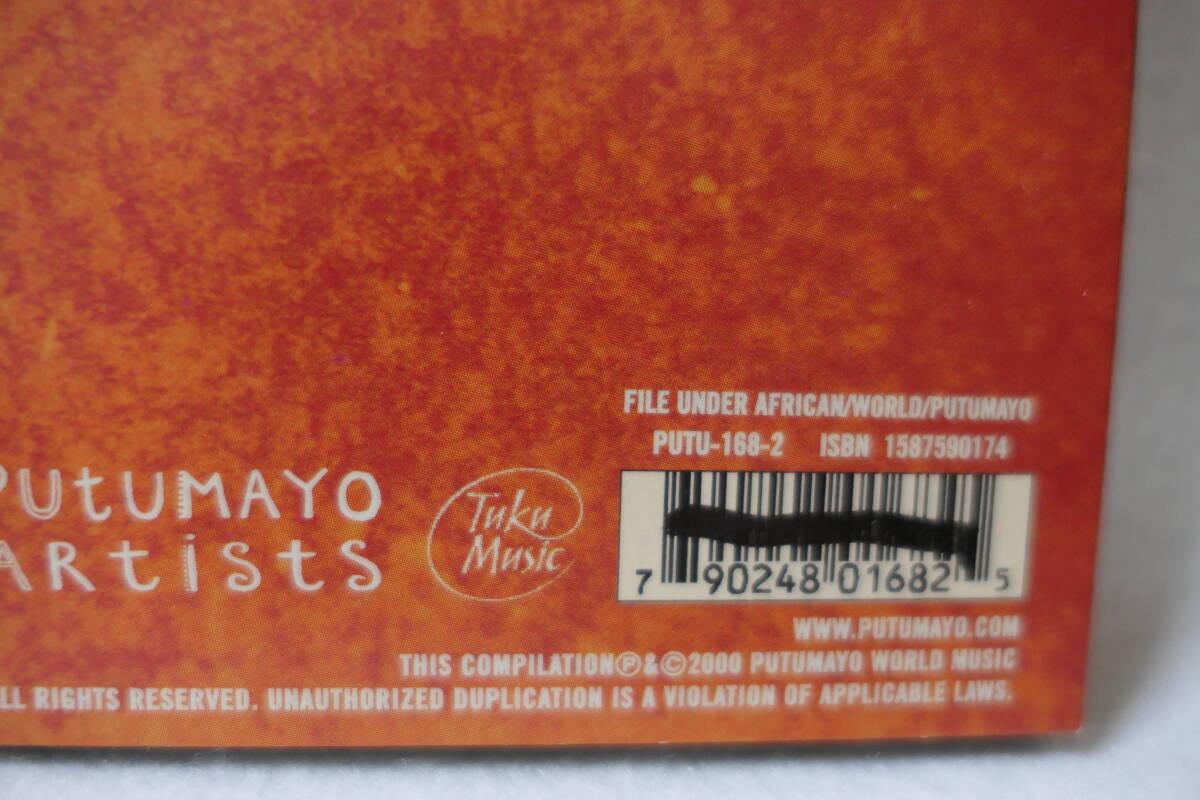 FILE UNDER AFRICAN/WORLD/PUTUMAYO
PUTU-168-2 ISBN 1587590174
PUTUMAYO
ARTISTS
Tuku
Music
7 90248 01682 5
WWW.PUTUMAYO.COM
THIS COMPILATION Ⓟ&©2000 PUTUMAYO WORLD MUSIC
ALL RIGHTS RESERVED. UNAUTHORIZED DUPLICATION IS A VIOLATION OF APPLICABLE LAWS.